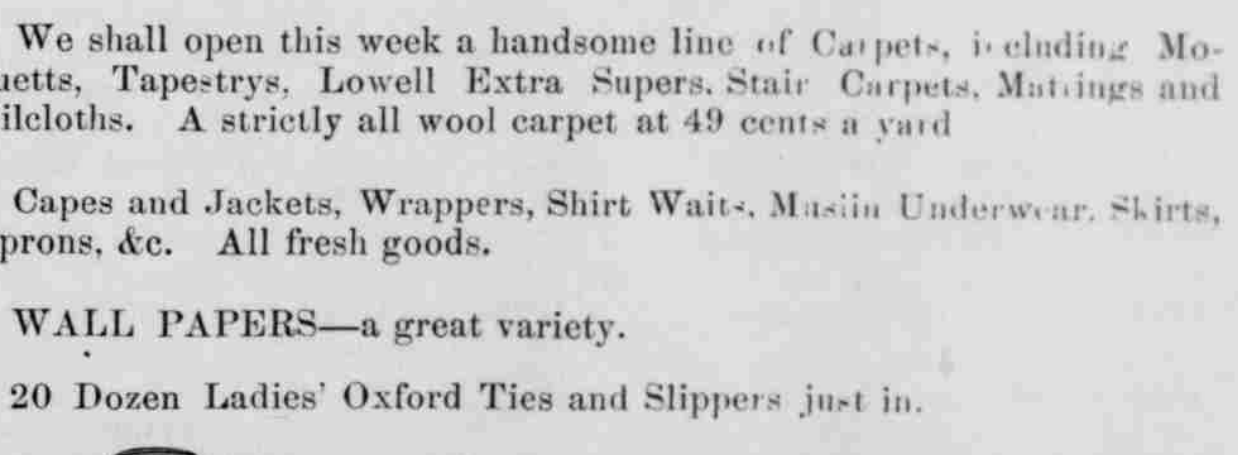 We shall open this week a handsome line of Carpets, including Mo-
uetts, Tapestrys, Lowell Extra Supers. Stair Carpets, Mattings and
ilcloths. A strictly all wool carpet at 49 cents a yard
Capes and Jackets, Wrappers, Shirt Waits, Muslin Underwear, Skirts,
prons, &c. All fresh goods.
WALL PAPERS—a great variety.
20 Dozen Ladies' Oxford Ties and Slippers just in.